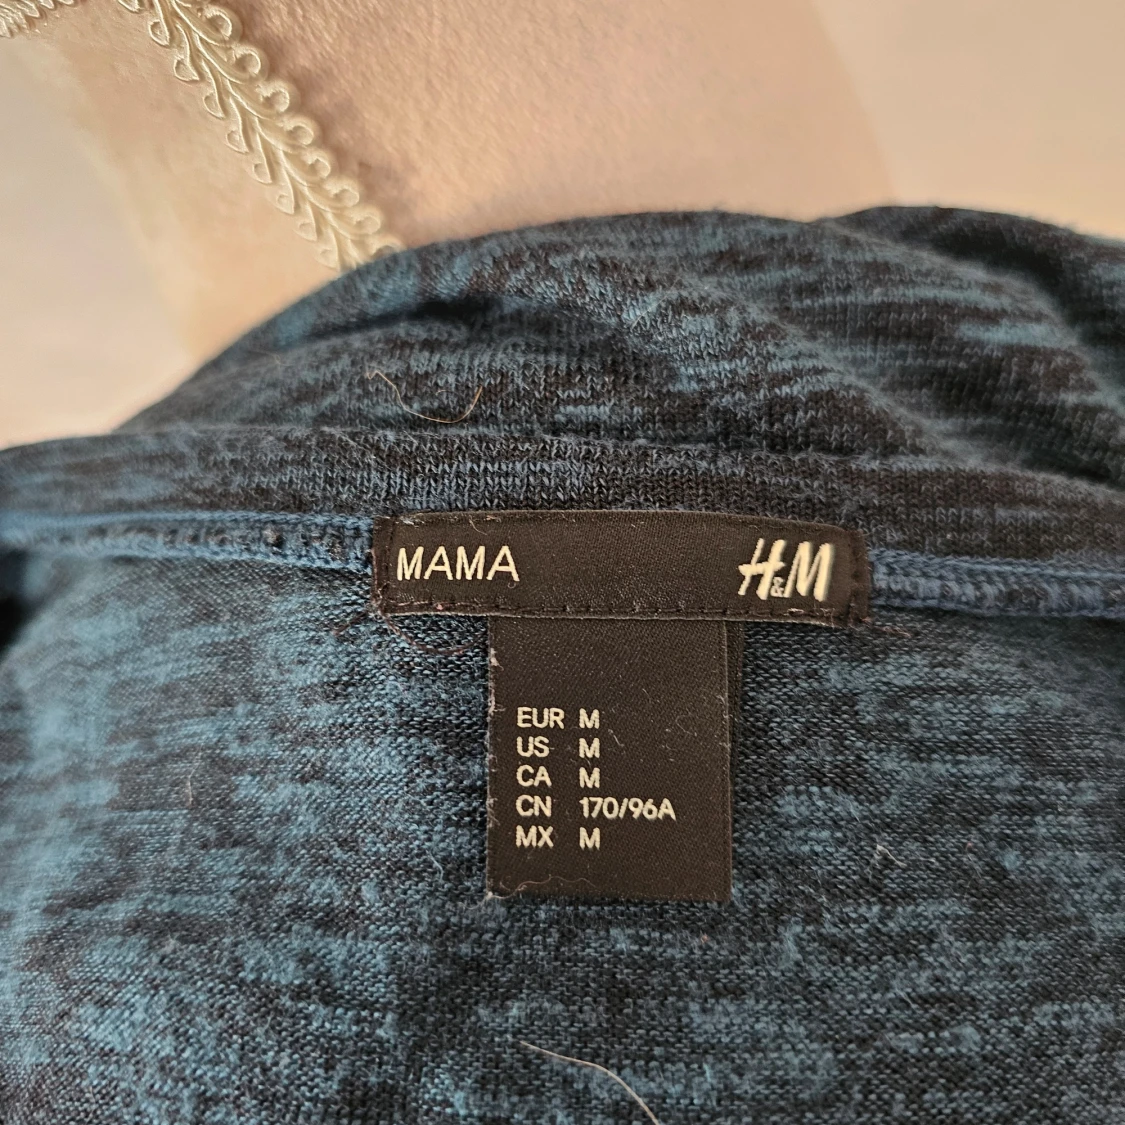 MAMA H&M
EUR M
US M
CA M
CN 170/96A
MX M